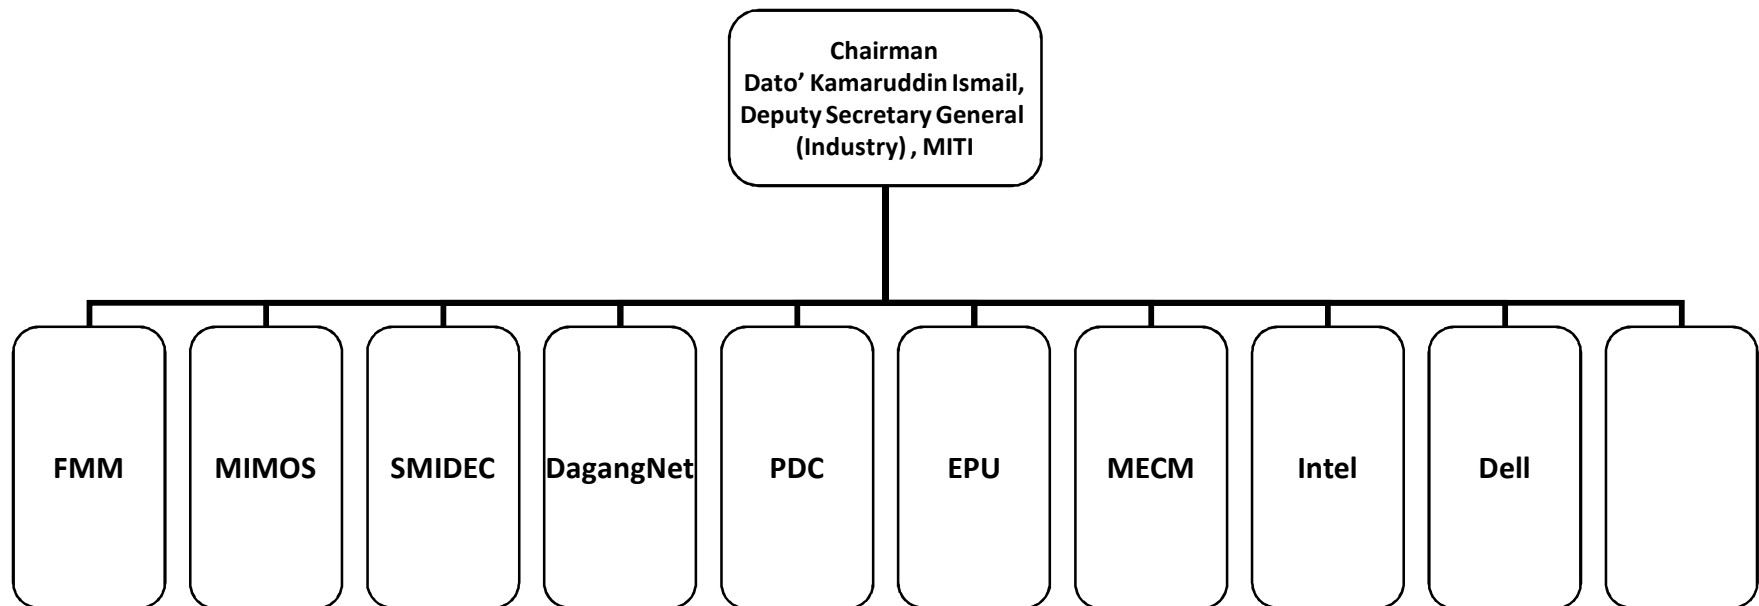 Chairman
Dato’ Kamaruddin Ismail,
Deputy Secretary General
(Industry) , MITI
FMM
MIMOS
SMIDEC
DagangNet
PDC
EPU
MECM
Intel
Dell